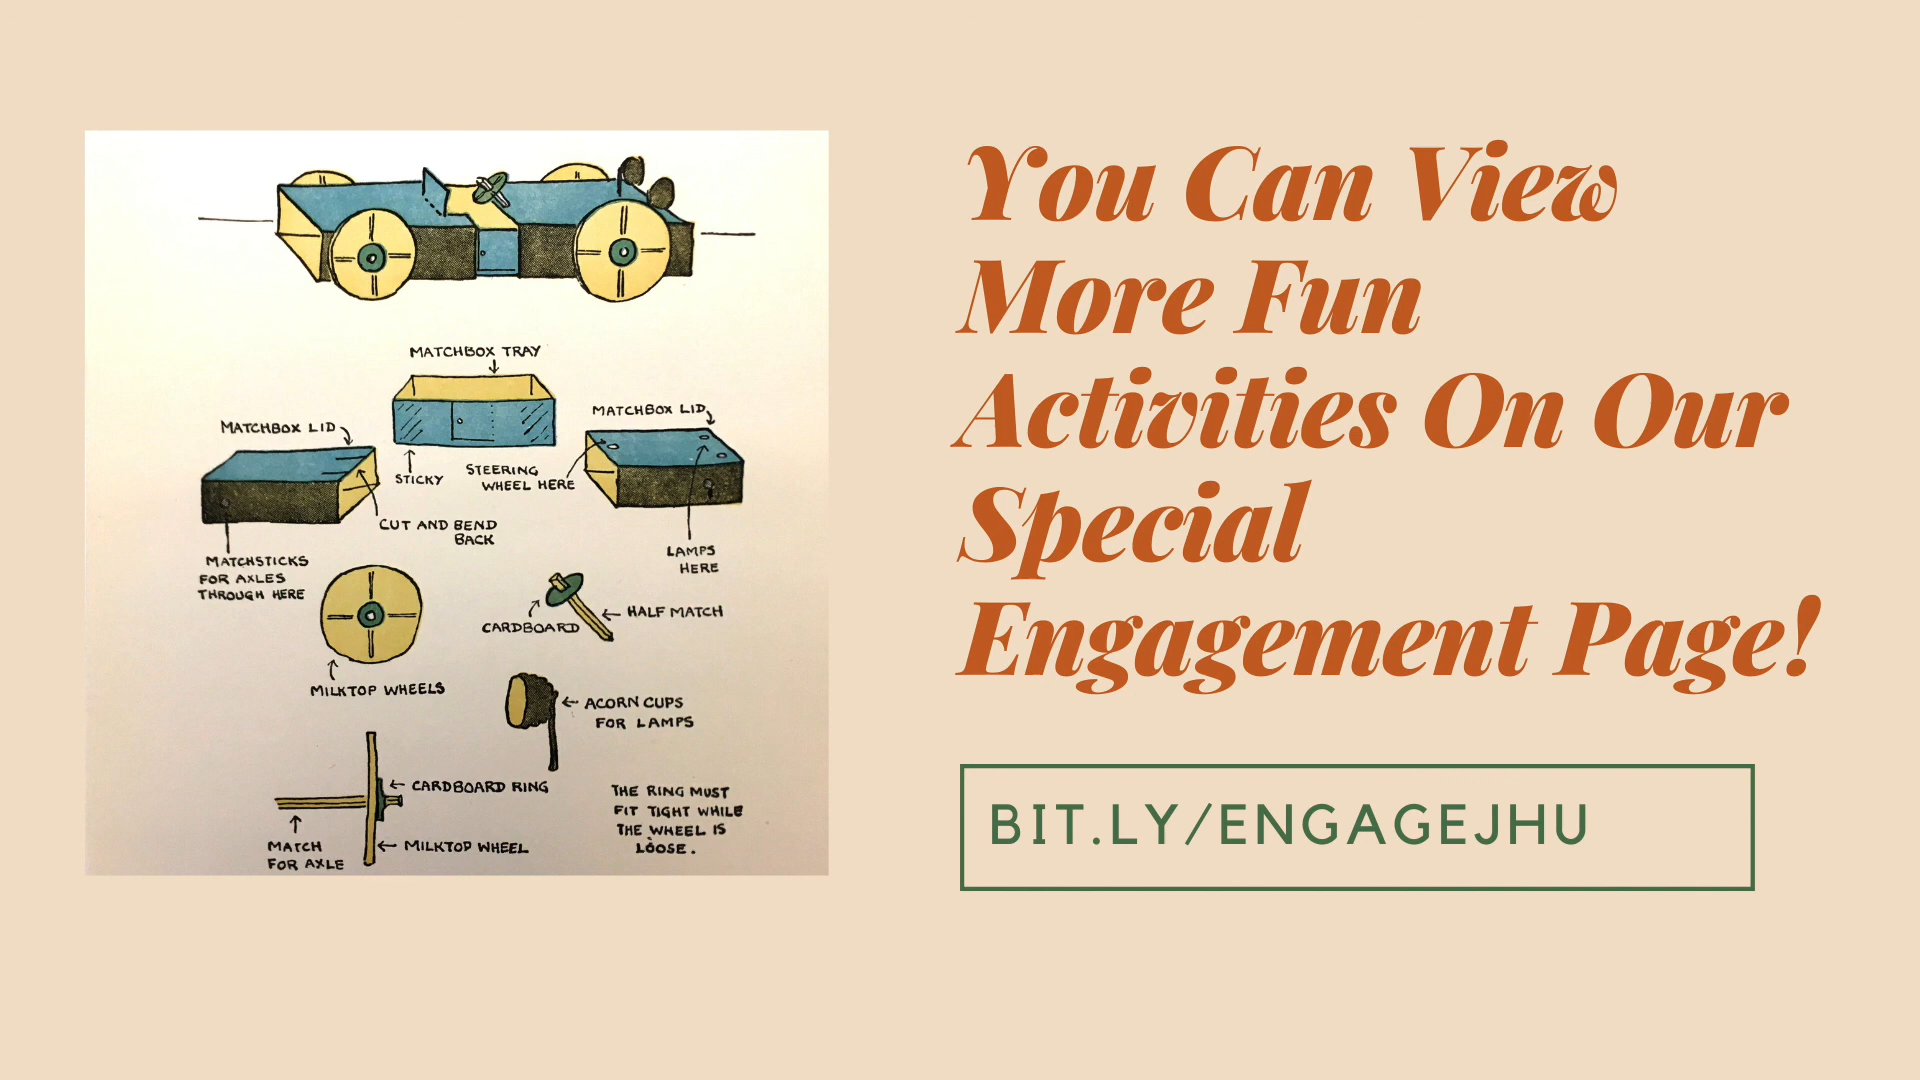 You Can View
More Fun
Activities On Our
Special
Engagement Page!
BIT.LY/ENGAGEJHU
MATCHBOX TRAY
MATCHBOX LID
MATCHBOX LID
STICKY
STEERING
WHEEL HERE
CUT AND BEND
BACK
MATCHSTICKS
FOR AXLES
THROUGH HERE
LAMPS
HERE
HALF MATCH
CARDBOARD
MILKTOP WHEELS
ACORN CUPS
FOR LAMPS
CARDBOARD RING
MATCH
FOR AXLE
MILKTOP WHEEL
THE RING MUST
FIT TIGHT WHILE
THE WHEEL IS
LOOSE.